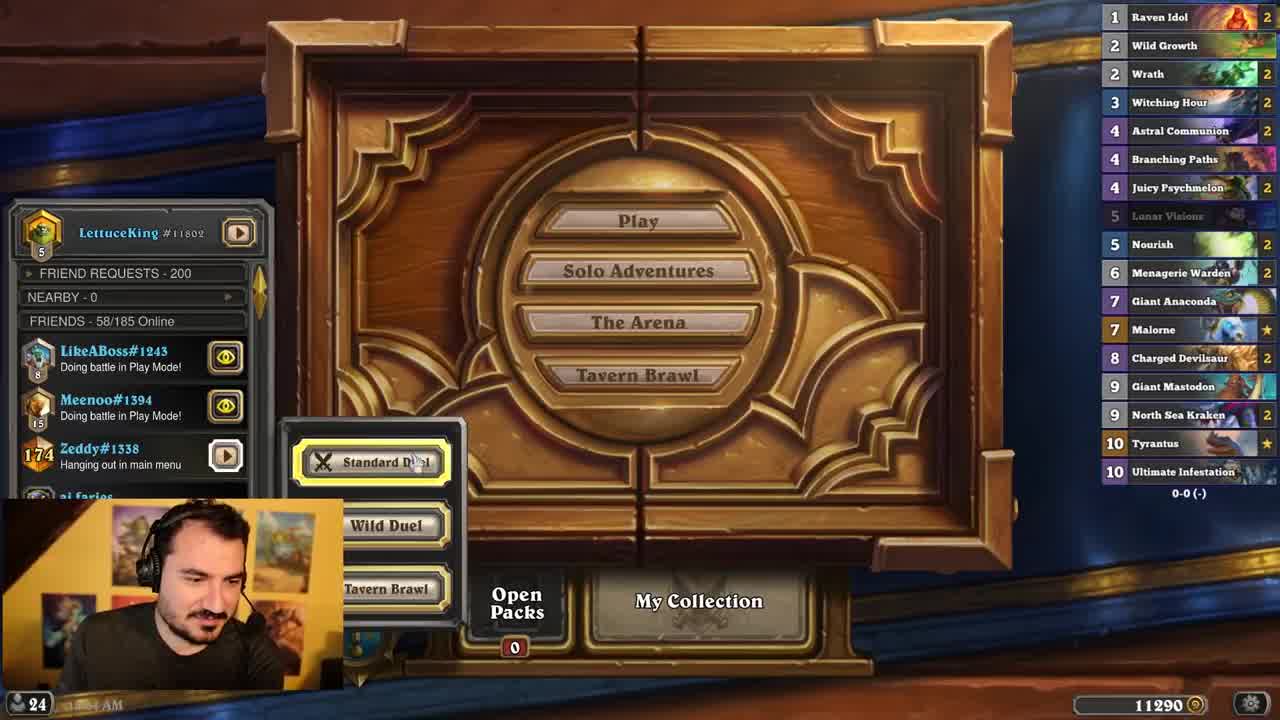 LettuceKing #11802
5
FRIEND REQUESTS - 200
NEARBY - 0
FRIENDS - 58/185 Online
LikeABoss#1243
Doing battle in Play Mode!
8
Meenoo#1394
Doing battle in Play Mode!
15
174
Zeddy#1338
Hanging out in main menu
Play
Solo Adventures
The Arena
Tavern Brawl
Standard Duel
Wild Duel
Tavern Brawl
Open
Packs
0
My Collection
1 Raven Idol 2
2 Wild Growth
2 Wrath 2
3 Witching Hour 2
4 Astral Communion 2
4 Branching Paths
4 Juicy Psychmelon 2
5 Lunar Visions
5 Nourish 2
6 Menagerie Warden 2
7 Giant Anaconda
7 Malorne ★
8 Charged Devilsaur 2
9 Giant Mastodon
9 North Sea Kraken 2
10 Tyrantus ★
10 Ultimate Infestation
0-0 (-)
24
AM
11290